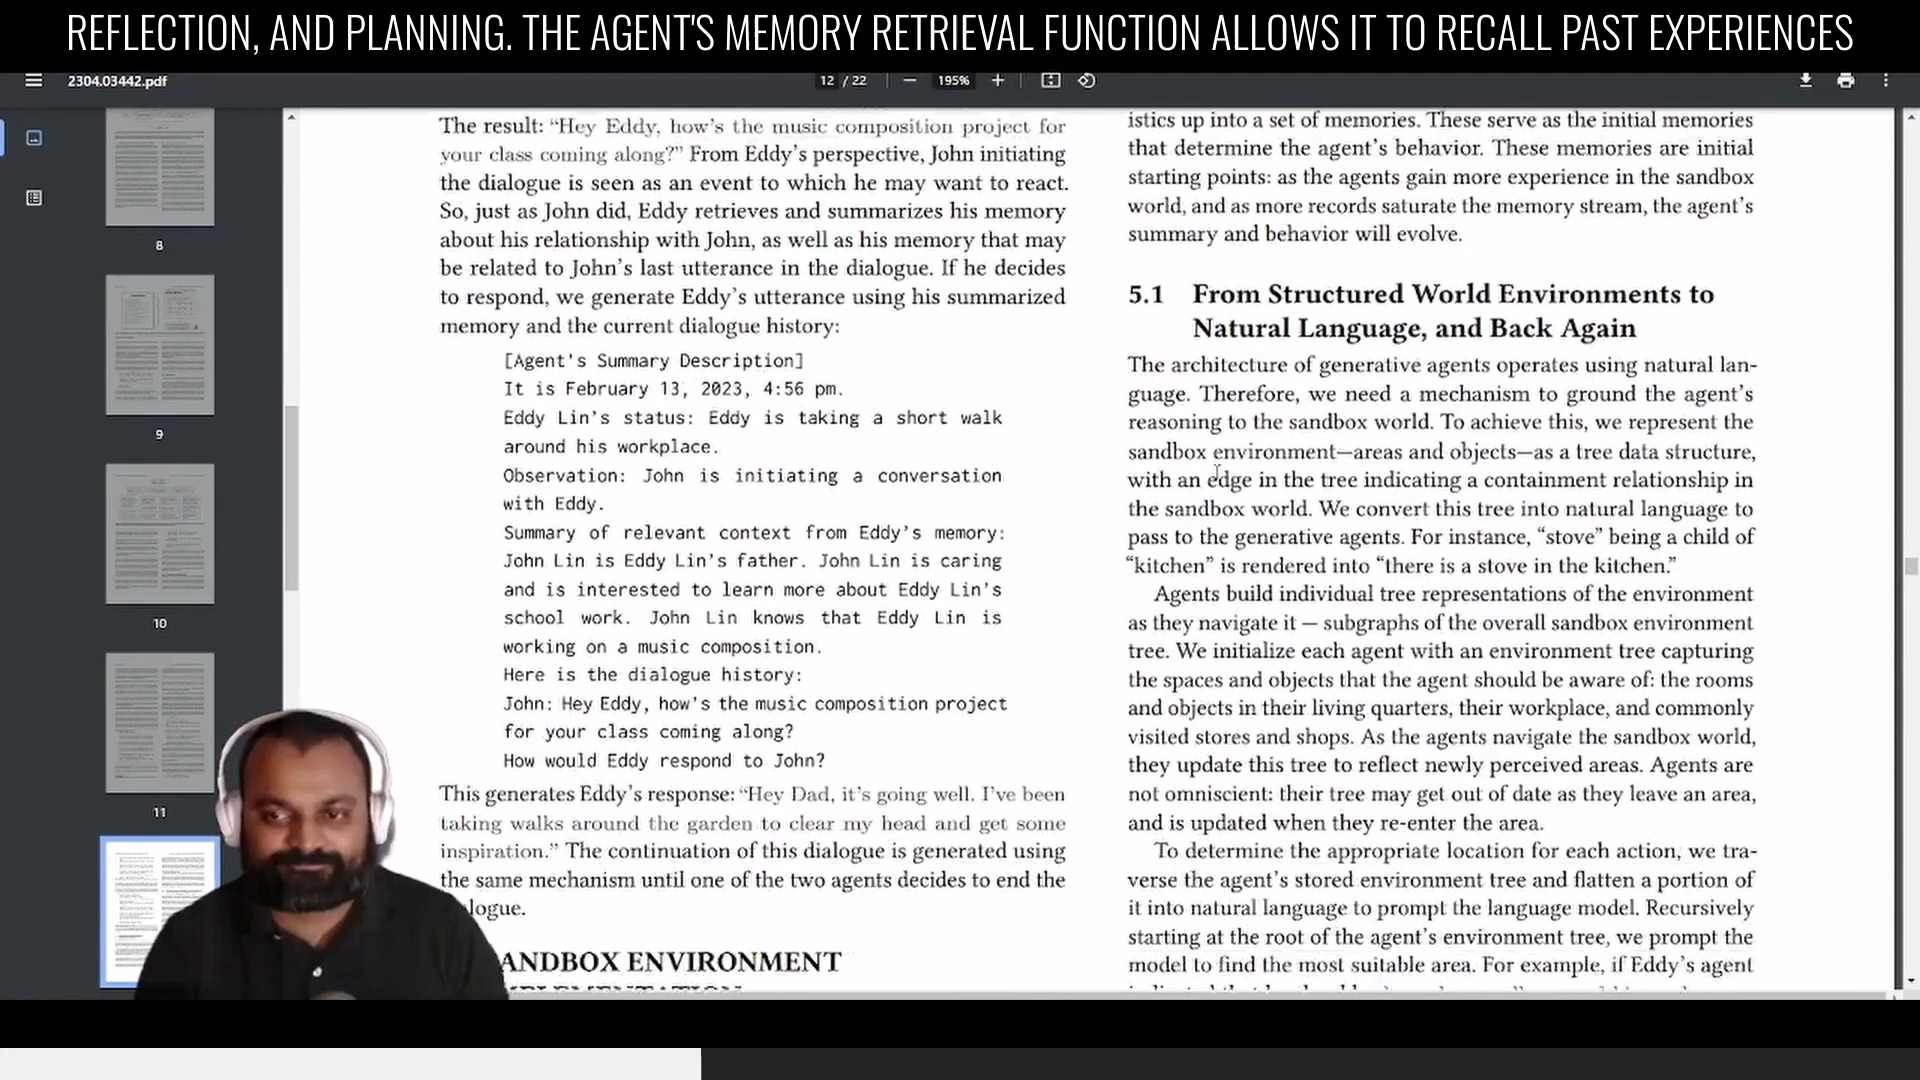 REFLECTION, AND PLANNING. THE AGENT'S MEMORY RETRIEVAL FUNCTION ALLOWS IT TO RECALL PAST EXPERIENCES
2304.03442.pdf
12 / 22
195%
8
9
10
11
The result: “Hey Eddy, how’s the music composition project for
your class coming along?” From Eddy’s perspective, John initiating
the dialogue is seen as an event to which he may want to react.
So, just as John did, Eddy retrieves and summarizes his memory
about his relationship with John, as well as his memory that may
be related to John’s last utterance in the dialogue. If he decides
to respond, we generate Eddy’s utterance using his summarized
memory and the current dialogue history:
[Agent's Summary Description]
It is February 13, 2023, 4:56 pm.
Eddy Lin's status: Eddy is taking a short walk
around his workplace.
Observation: John is initiating a conversation
with Eddy.
Summary of relevant context from Eddy's memory:
John Lin is Eddy Lin's father. John Lin is caring
and is interested to learn more about Eddy Lin's
school work. John Lin knows that Eddy Lin is
working on a music composition.
Here is the dialogue history:
John: Hey Eddy, how's the music composition project
for your class coming along?
How would Eddy respond to John?
This generates Eddy’s response: “Hey Dad, it’s going well. I’ve been
taking walks around the garden to clear my head and get some
inspiration.” The continuation of this dialogue is generated using
the same mechanism until one of the two agents decides to end the
logue.
ANDBOX ENVIRONMENT
istics up into a set of memories. These serve as the initial memories
that determine the agent’s behavior. These memories are initial
starting points: as the agents gain more experience in the sandbox
world, and as more records saturate the memory stream, the agent’s
summary and behavior will evolve.
5.1 From Structured World Environments to
Natural Language, and Back Again
The architecture of generative agents operates using natural lan-
guage. Therefore, we need a mechanism to ground the agent’s
reasoning to the sandbox world. To achieve this, we represent the
sandbox environment—areas and objects—as a tree data structure,
with an edge in the tree indicating a containment relationship in
the sandbox world. We convert this tree into natural language to
pass to the generative agents. For instance, “stove” being a child of
“kitchen” is rendered into “there is a stove in the kitchen.”
Agents build individual tree representations of the environment
as they navigate it — subgraphs of the overall sandbox environment
tree. We initialize each agent with an environment tree capturing
the spaces and objects that the agent should be aware of: the rooms
and objects in their living quarters, their workplace, and commonly
visited stores and shops. As the agents navigate the sandbox world,
they update this tree to reflect newly perceived areas. Agents are
not omniscient: their tree may get out of date as they leave an area,
and is updated when they re-enter the area.
To determine the appropriate location for each action, we tra-
verse the agent’s stored environment tree and flatten a portion of
it into natural language to prompt the language model. Recursively
starting at the root of the agent’s environment tree, we prompt the
model to find the most suitable area. For example, if Eddy’s agent